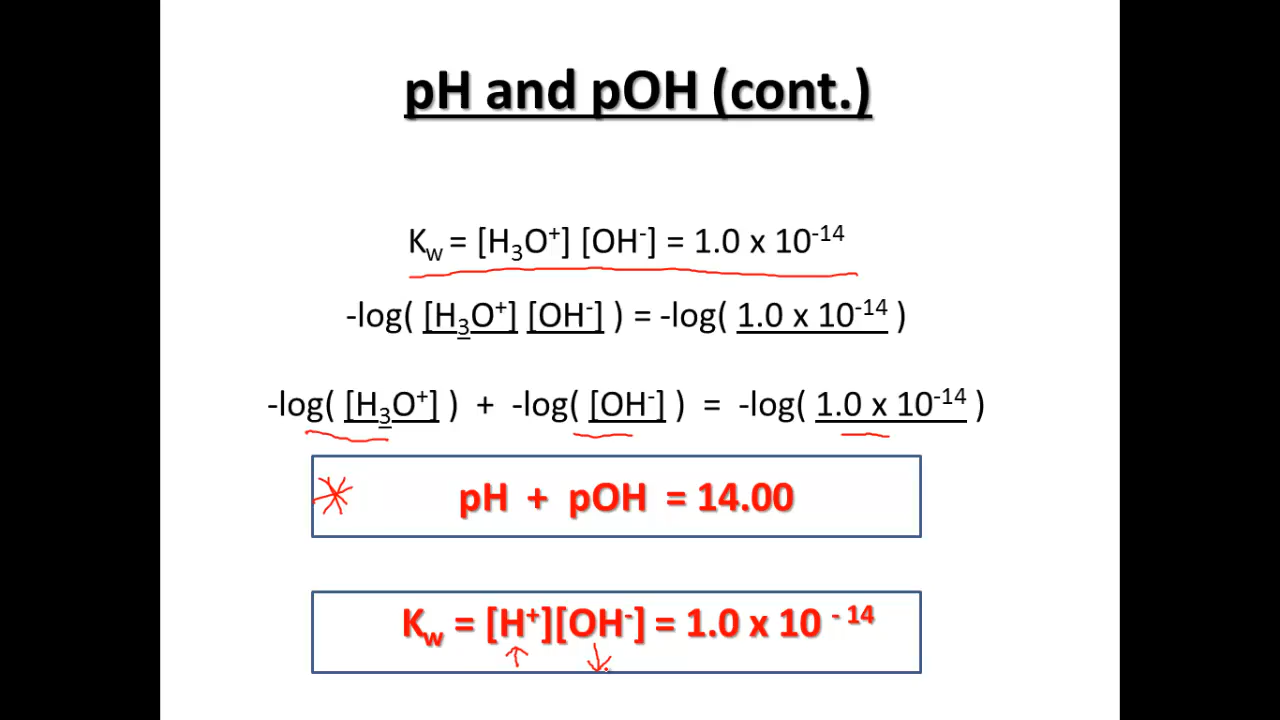 pH and pOH (cont.)
Kw = [H₃O⁺] [OH⁻] = 1.0 x 10⁻¹⁴
-log( [H₃O⁺] [OH⁻] ) = -log( 1.0 x 10⁻¹⁴ )
-log( [H₃O⁺] ) + -log( [OH⁻] ) = -log( 1.0 x 10⁻¹⁴ )
pH + pOH = 14.00
Kw = [H⁺][OH⁻] = 1.0 x 10 ⁻ ¹⁴